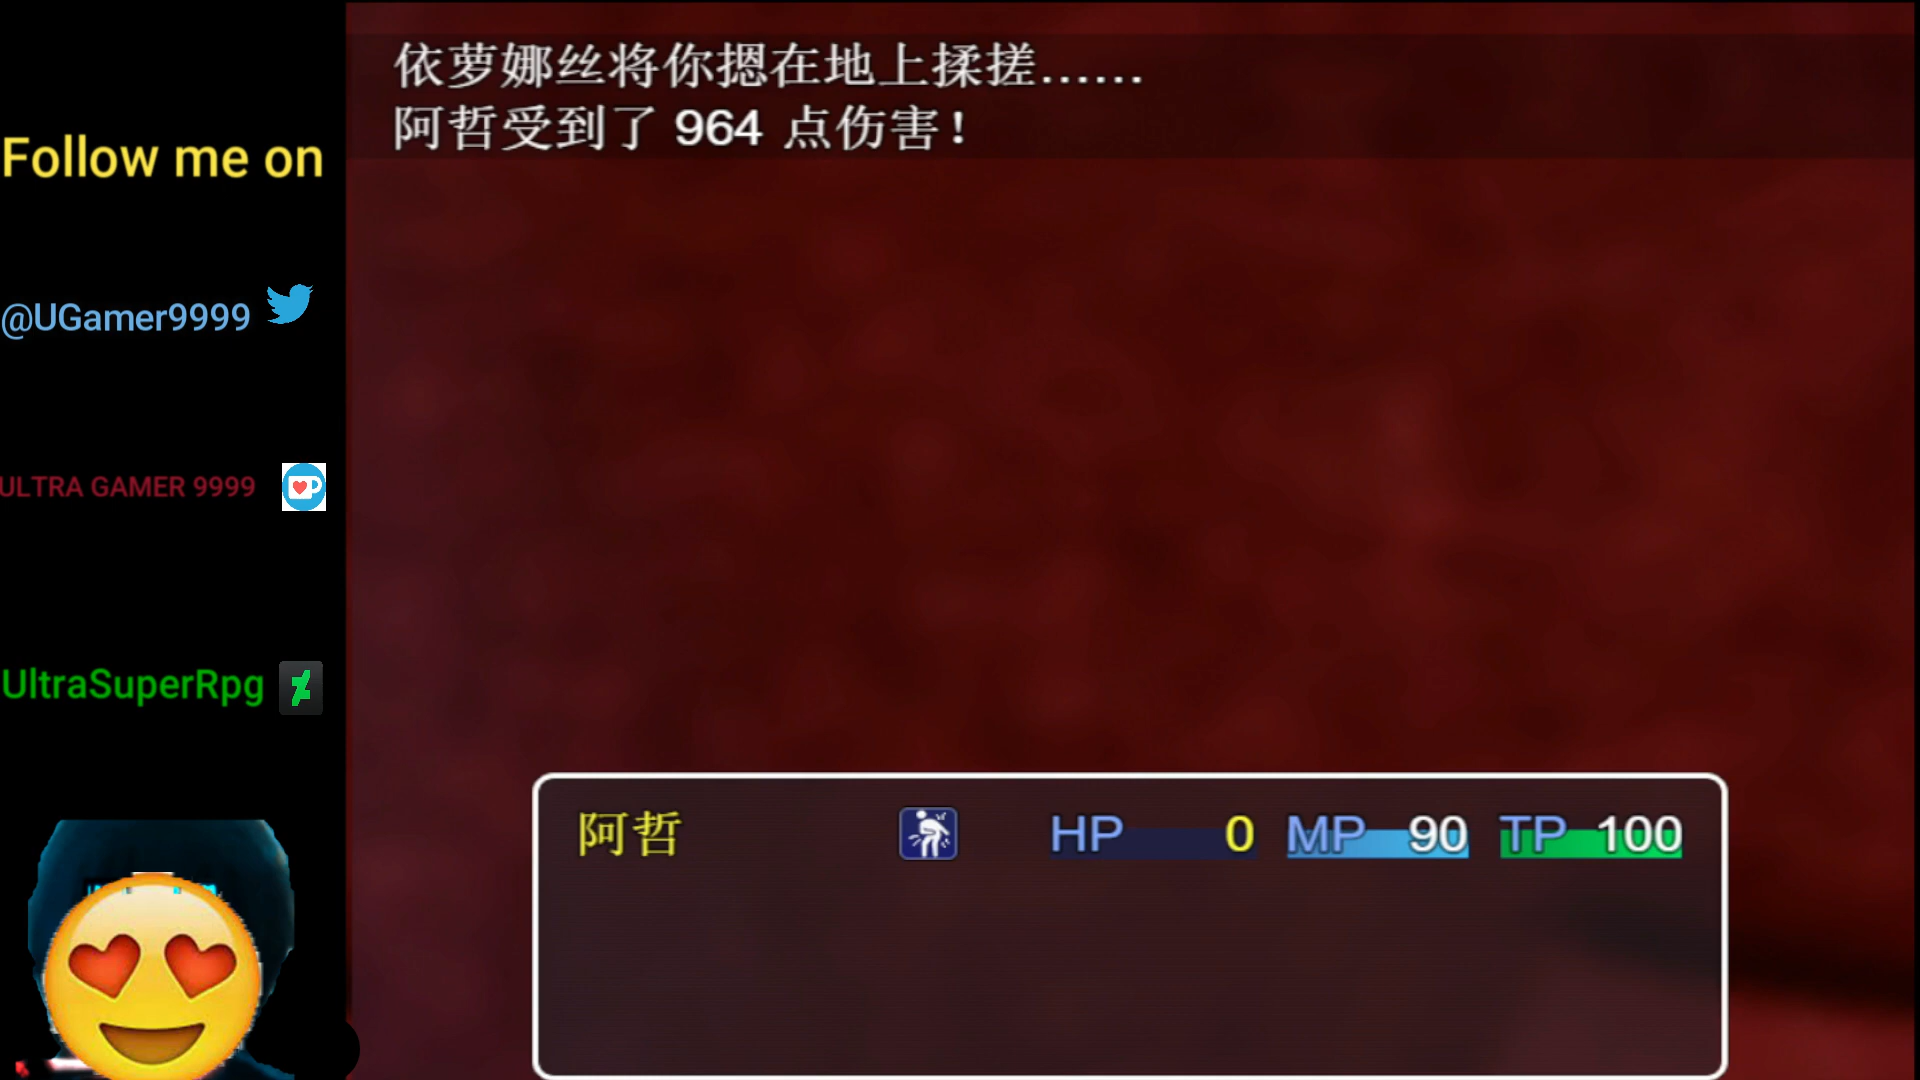 Follow me on
@UGamer9999
ULTRA GAMER 9999
UltraSuperRpg
依萝娜丝将你摁在地上揉搓……
阿哲受到了 964 点伤害！
阿哲 HP 0 MP 90 TP 100